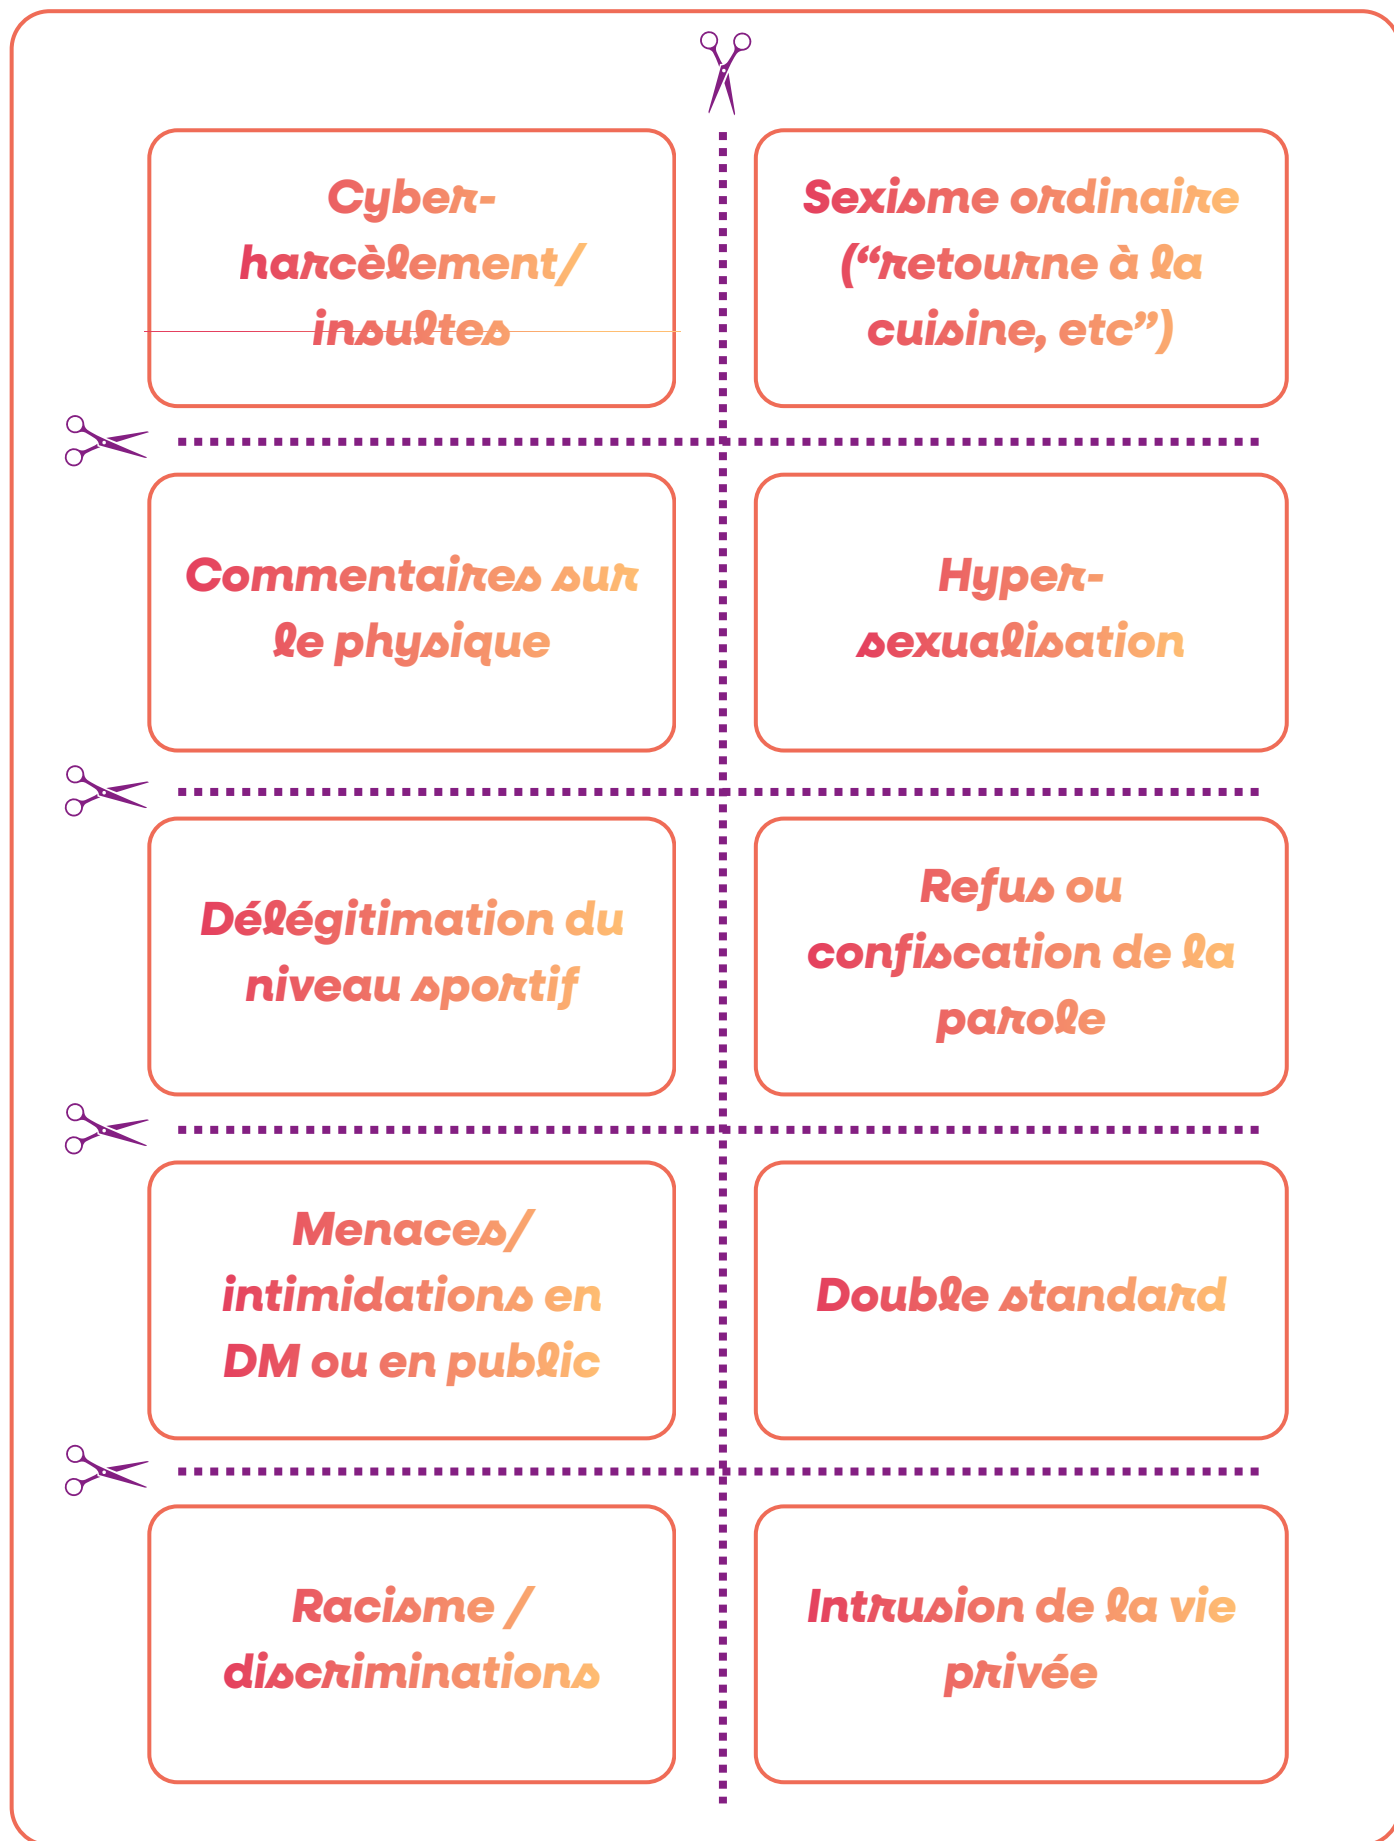 Cyber-
harcèlement/
insultes
Sexisme ordinaire
(“retourne à la
cuisine, etc”)
Commentaires sur
le physique
Hyper-
sexualisation
Délégitimation du
niveau sportif
Refus ou
confiscation de la
parole
Menaces/
intimidations en
DM ou en public
Double standard
Racisme /
discriminations
Intrusion de la vie
privée